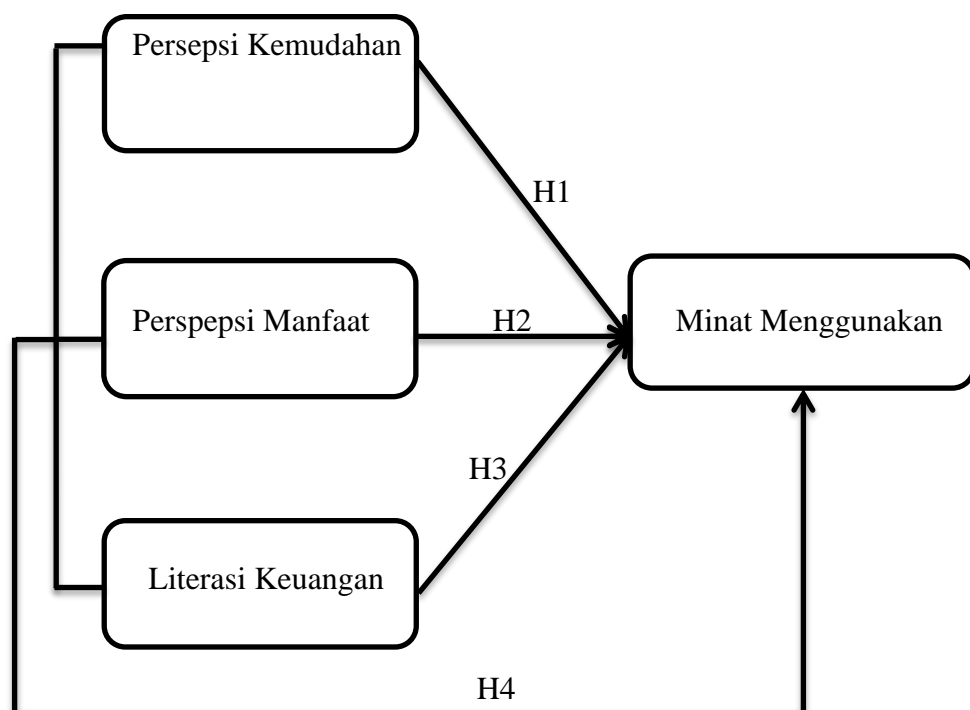 Persepsi Kemudahan
H1
Perspepsi Manfaat
H2
Minat Menggunakan
H3
Literasi Keuangan
H4